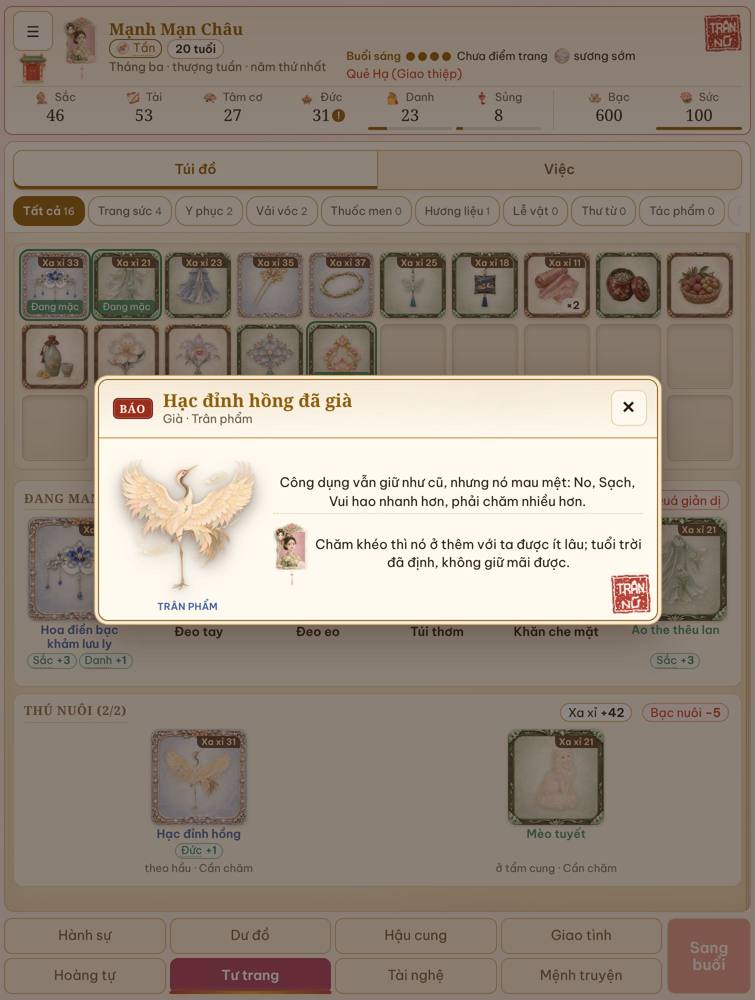 Mạnh Mạn Châu
Tần 20 tuổi
Tháng ba · thượng tuần · năm thứ nhất
Buổi sáng Chưa điểm trang sương sớm
Quẻ Hạ (Giao thiệp)
TRÂN NỮ
Sắc Tài Tâm cơ Đức Danh Sủng Bạc Sức
46 53 27 31 ! 23 8 600 100
Túi đồ Việc
Tất cả 16 Trang sức 4 Y phục 2 Vải vóc 2 Thuốc men 0 Hương liệu 1 Lễ vật 0 Thư từ 0 Tác phẩm 0
Xa xỉ 33 Xa xỉ 21 Xa xỉ 23 Xa xỉ 35 Xa xỉ 37 Xa xỉ 25 Xa xỉ 18 Xa xỉ 11
Đang mặc Đang mặc ×2
BÁO
Hạc đỉnh hồng đã già
Già · Trân phẩm
×
Công dụng vẫn giữ như cũ, nhưng nó mau mệt: No, Sạch,
Vui hao nhanh hơn, phải chăm nhiều hơn.
Chăm khéo thì nó ở thêm với ta được ít lâu; tuổi trời
đã định, không giữ mãi được.
TRÂN PHẨM
TRÂN NỮ
ĐANG MẶ
uá giản dị
Xa xỉ 21
Hoa điền bạc
khảm lưu ly
Đeo tay Đeo eo Túi thơm Khăn che mặt Áo the thêu lan
Sắc +3 Danh +1 Sắc +3
THÚ NUÔI (2/2) Xa xỉ +42 Bạc nuôi −5
Xa xỉ 31 Xa xỉ 21
Hạc đỉnh hồng Mèo tuyết
Đức +1
theo hầu · Cần chăm ở tẩm cung · Cần chăm
Hành sự Dư đồ Hậu cung Giao tình
Sang
buổi
Hoàng tự Tư trang Tài nghệ Mệnh truyện